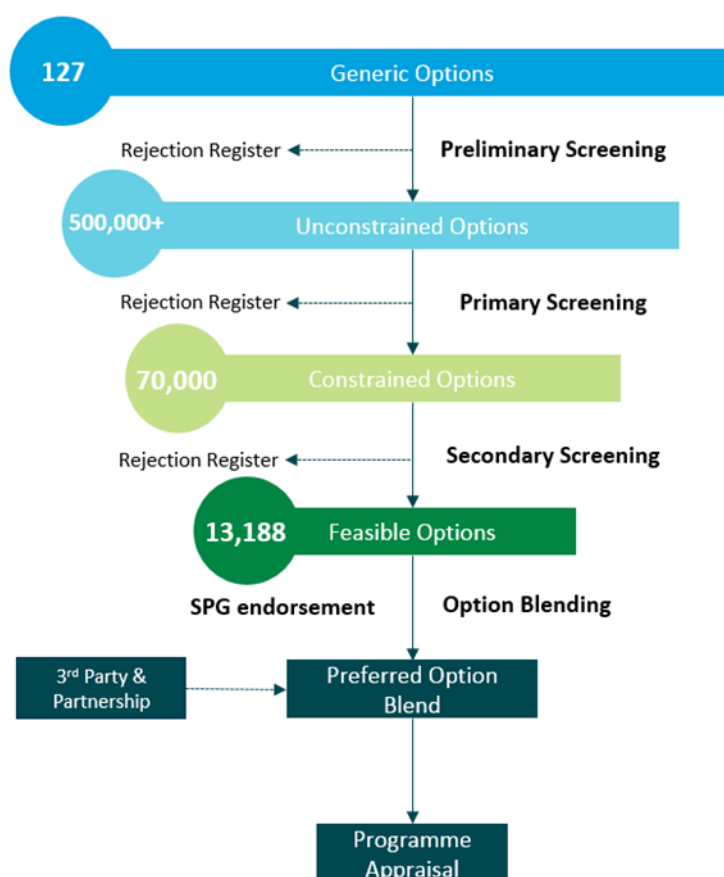 127
Generic Options
Rejection Register
Preliminary Screening
500,000+
Unconstrained Options
Rejection Register
Primary Screening
70,000
Constrained Options
Rejection Register
Secondary Screening
13,188
Feasible Options
SPG endorsement
Option Blending
3rd Party &
Partnership
Preferred Option
Blend
Programme
Appraisal